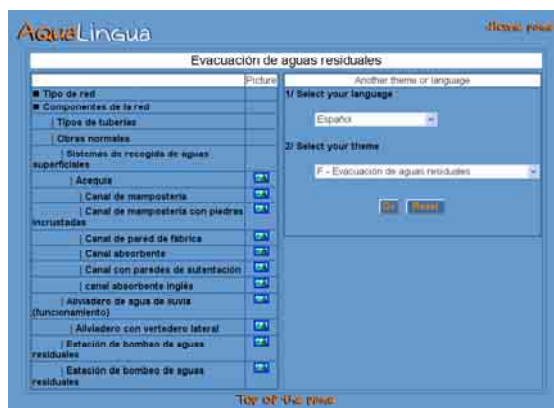 AquaLingua
Evacuación de aguas residuales
Picture
Another theme or language
■ Tipo de red
1/ Select your language
■ Componentes de la red
| Tipos de tuberías
Español
| Obras normales
2/ Select your theme
| Sistemas de recogida de aguas
superficiales
F - Evacuación de aguas residuales
| Acequia
| Canal de mampostería
| Canal de mampostería con piedras
incrustadas
Go Reset
| Canal de pared de fábrica
| Canal absorbente
| Canal con paredes de sutentación
| canal absorbente inglés
| Aliviadero de agua de lluvia
(funcionamiento)
| Aliviadero con vertedero lateral
| Estación de bombeo de aguas
residuales
| Estación de bombeo de aguas
residuales
Top of the page